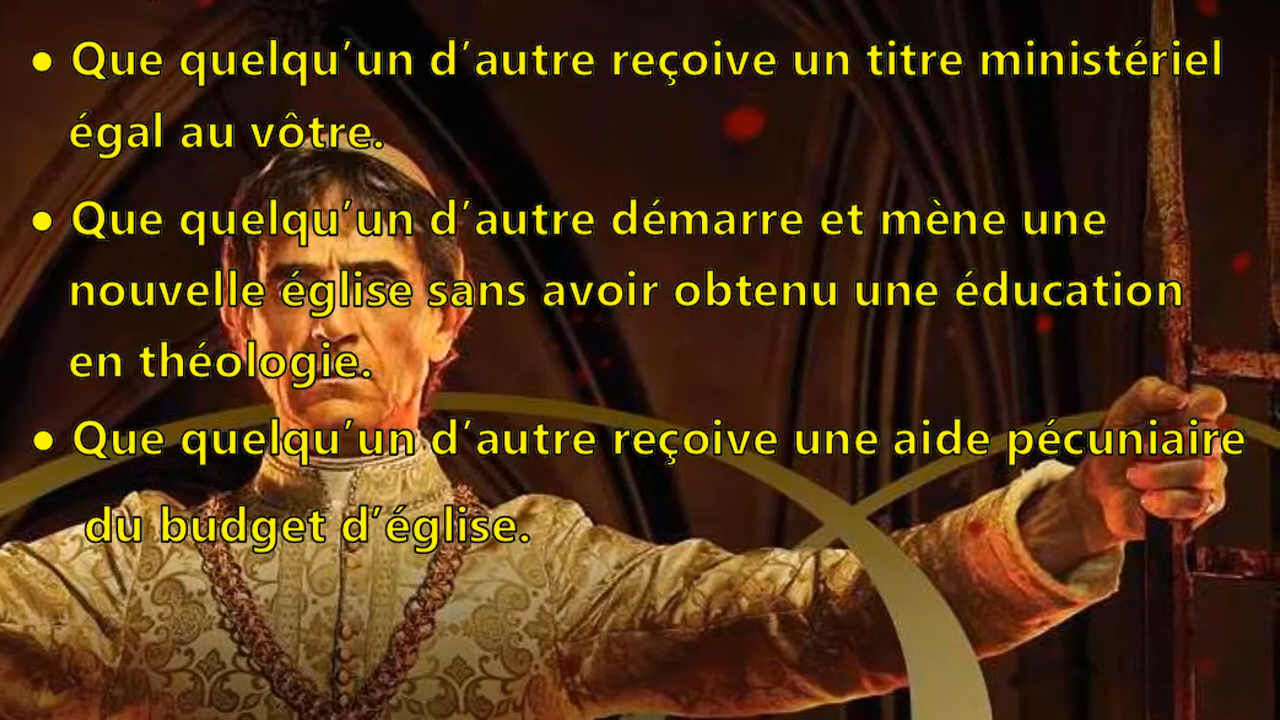 ● Que quelqu’un d’autre reçoive un titre ministériel
égal au vôtre.
● Que quelqu’un d’autre démarre et mène une
nouvelle église sans avoir obtenu une éducation
en théologie.
● Que quelqu’un d’autre reçoive une aide pécuniaire
du budget d’église.